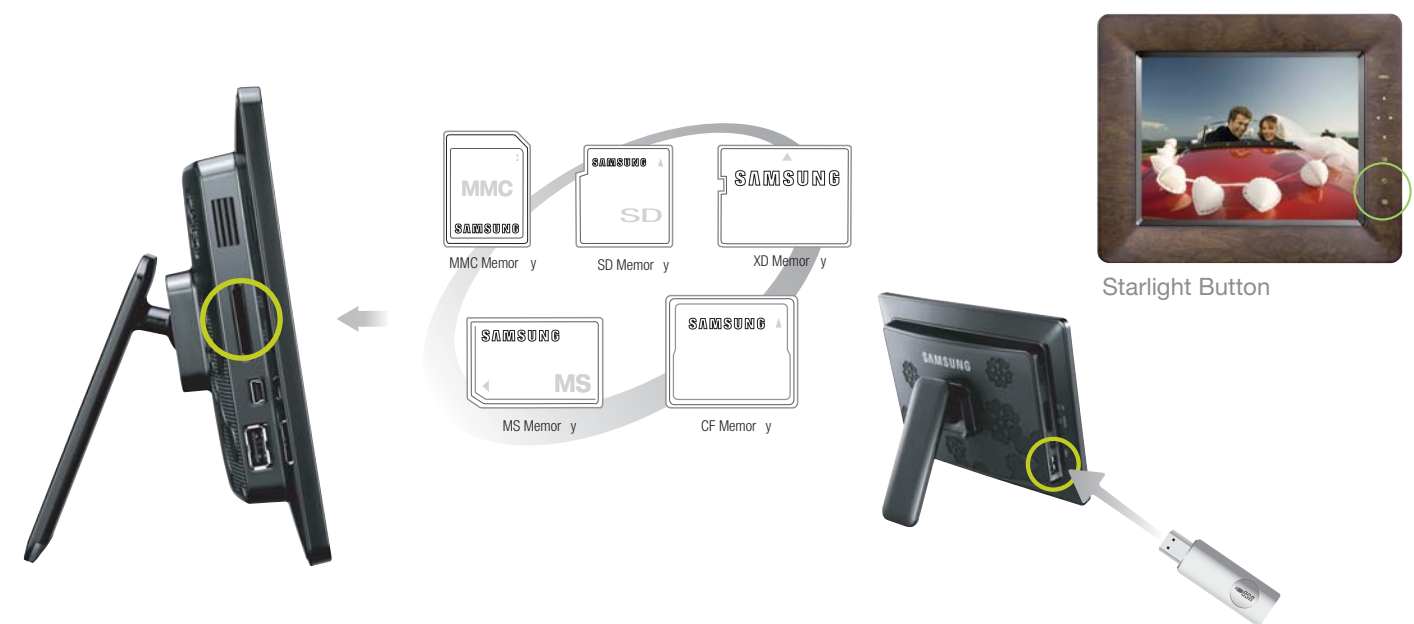 MMC
SAMSUNG
MMC Memor y
SAMSUNG
SD
SD Memor y
SAMSUNG
XD Memor y
SAMSUNG
MS
MS Memor y
SAMSUNG
CF Memor y
Starlight Button
SAMSUNG
USB